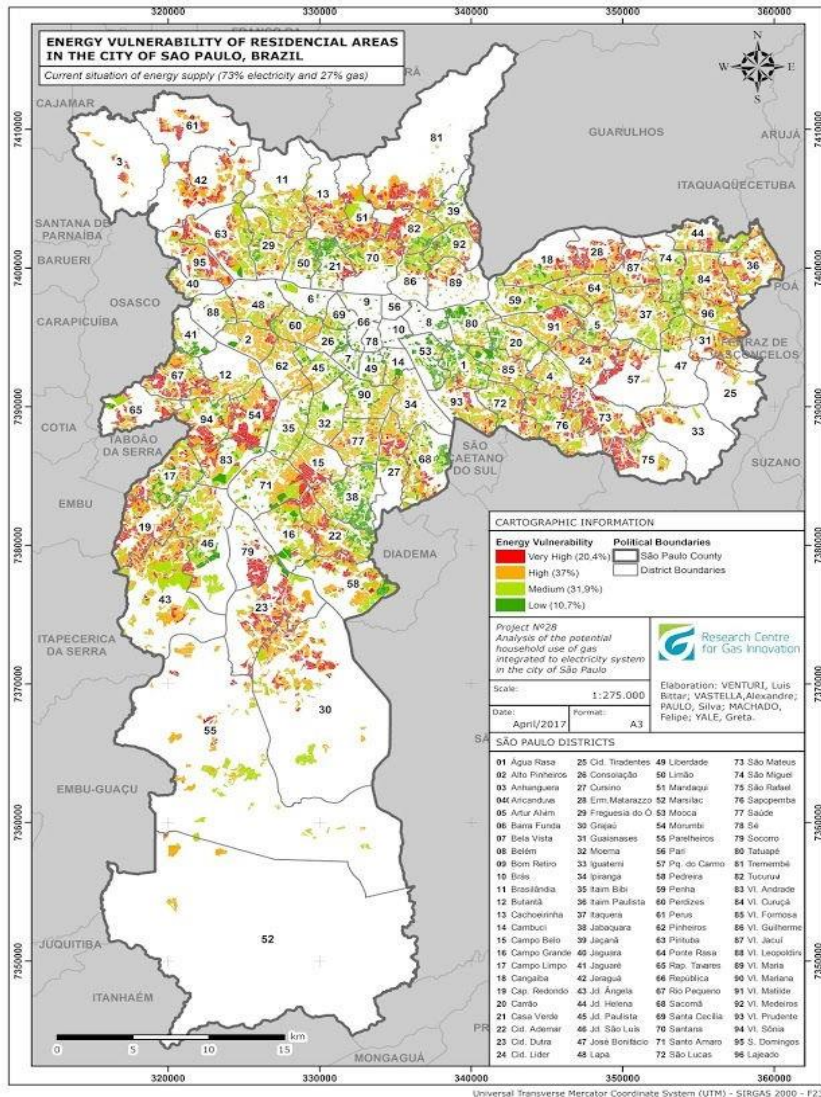 320000 330000 340000 350000 360000
ENERGY VULNERABILITY OF RESIDENCIAL AREAS
IN THE CITY OF SAO PAULO, BRAZIL
Current situation of energy supply (73% electricity and 27% gas)
N
W E
S
CAJAMAR
GUARULHOS
ARUJÁ
ITAQUAQÜECETUBA
SANTANA DE
PARNAÍBA
BARUERI
OSASCO
CARAPICUÍBA
POÁ
FERRAZ DE
VASCONCELOS
COTIA
TABOÃO
DA SERRA
SÃO
CAETANO
DO SUL
SUZANO
EMBU
DIADEMA
ITAPECERICA
DA SERRA
EMBU-GUAÇU
JUQUITIBA
ITANHAÉM
MONGAGUÁ
7410000
7400000
7390000
7380000
7370000
7360000
7350000
CARTOGRAPHIC INFORMATION
Energy Vulnerability Political Boundaries
Very High (20,4%) São Paulo County
High (37%) District Boundaries
Medium (31,9%)
Low (10,7%)
Project Nº28
Analysis of the potential
household use of gas
integrated to electricity system
in the city of São Paulo
Research Centre
for Gas Innovation
Scale:
1:275.000
Date: Format:
April/2017 A3
Elaboration: VENTURI, Luis
Bittar; VASTELLA,Alexandre;
PAULO, Silva; MACHADO,
Felipe; YALE, Greta.
SÃO PAULO DISTRICTS
01 Água Rasa 25 Cid. Tiradentes 49 Liberdade 73 São Mateus
02 Alto Pinheiros 26 Consolação 50 Limão 74 São Miguel
03 Anhanguera 27 Cursino 51 Mandaqui 75 São Rafael
04 Aricanduva 28 Erm.Matarazzo 52 Marsilac 76 Sapopemba
05 Artur Alvim 29 Freguesia do Ó 53 Mooca 77 Saúde
06 Barra Funda 30 Grajaú 54 Morumbi 78 Sé
07 Bela Vista 31 Guaianases 55 Parelheiros 79 Socorro
08 Belém 32 Moema 56 Pari 80 Tatuapé
09 Bom Retiro 33 Iguatemi 57 Pq. do Carmo 81 Tremembé
10 Brás 34 Ipiranga 58 Pedreira 82 Tucuruvi
11 Brasilândia 35 Itaim Bibi 59 Penha 83 Vl. Andrade
12 Butantã 36 Itaim Paulista 60 Perdizes 84 Vl. Curuçá
13 Cachoeirinha 37 Itaquera 61 Perus 85 Vl. Formosa
14 Cambuci 38 Jabaquara 62 Pinheiros 86 Vl. Guilherme
15 Campo Belo 39 Jaçanã 63 Pirituba 87 Vl. Jacuí
16 Campo Grande 40 Jaguara 64 Ponte Rasa 88 Vl. Leopoldina
17 Campo Limpo 41 Jaguaré 65 Rap. Tavares 89 Vl. Maria
18 Cangaíba 42 Jaraguá 66 República 90 Vl. Mariana
19 Cap. Redondo 43 Jd. Ângela 67 Rio Pequeno 91 Vl. Matilde
20 Carrão 44 Jd. Helena 68 Sacomã 92 Vl. Medeiros
21 Casa Verde 45 Jd. Paulista 69 Santa Cecília 93 Vl. Prudente
22 Cid. Ademar 46 Jd. São Luís 70 Santana 94 Vl. Sônia
23 Cid. Dutra 47 José Bonifácio 71 Santo Amaro 95 S. Domingos
24 Cid. Líder 48 Lapa 72 São Lucas 96 Lajeado
km
0 5 10 15
320000 330000 340000 350000 360000
Universal Transverse Mercator Coordinate System (UTM) - SIRGAS 2000 - F23